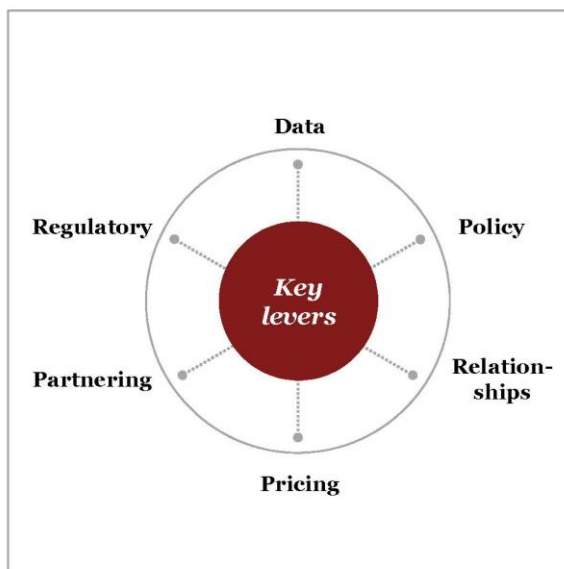 Data
Regulatory
Policy
Key
levers
Partnering
Relation-
ships
Pricing